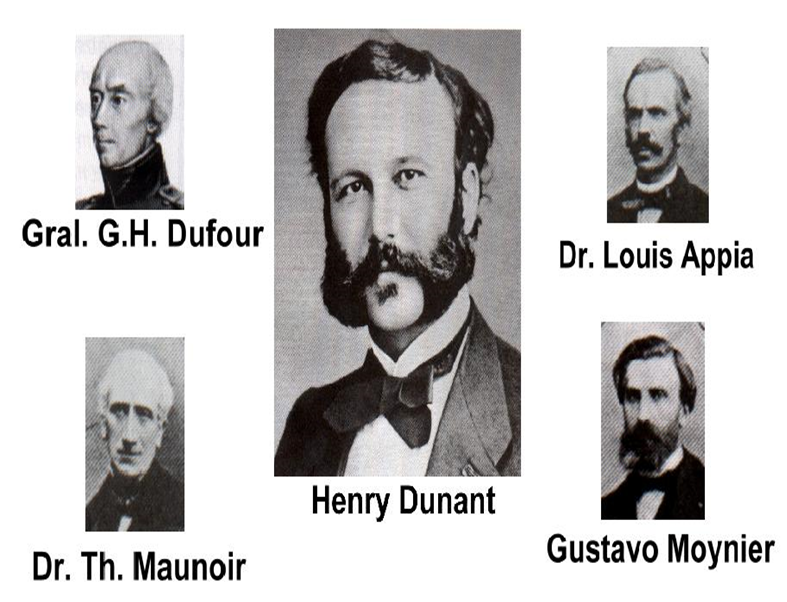 Gral. G.H. Dufour
Dr. Louis Appia
Henry Dunant
Dr. Th. Maunoir
Gustavo Moynier